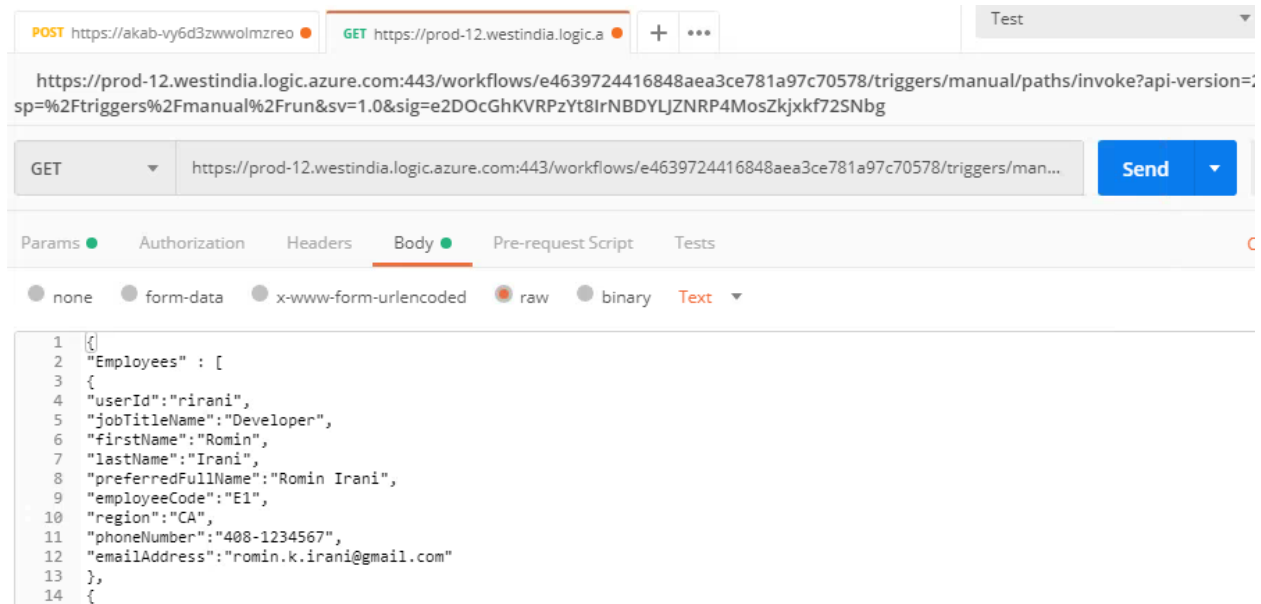 POST https://akab-vy6d3zwwolmzreo
GET https://prod-12.westindia.logic.a
+ •••
Test
https://prod-12.westindia.logic.azure.com:443/workflows/e4639724416848aea3ce781a97c70578/triggers/manual/paths/invoke?api-version=2
sp=%2Ftriggers%2Fmanual%2Frun&sv=1.0&sig=e2DOcGhKVRPzYt8IrNBDYLJZNRP4MosZkjxkf72SNbg
GET https://prod-12.westindia.logic.azure.com:443/workflows/e4639724416848aea3ce781a97c70578/triggers/man... Send
Params Authorization Headers Body Pre-request Script Tests
none form-data x-www-form-urlencoded raw binary Text
1 {
2 "Employees" : [
3 {
4 "userId":"rirani",
5 "jobTitleName":"Developer",
6 "firstName":"Romin",
7 "lastName":"Irani",
8 "preferredFullName":"Romin Irani",
9 "employeeCode":"E1",
10 "region":"CA",
11 "phoneNumber":"408-1234567",
12 "emailAddress":"romin.k.irani@gmail.com"
13 },
14 {